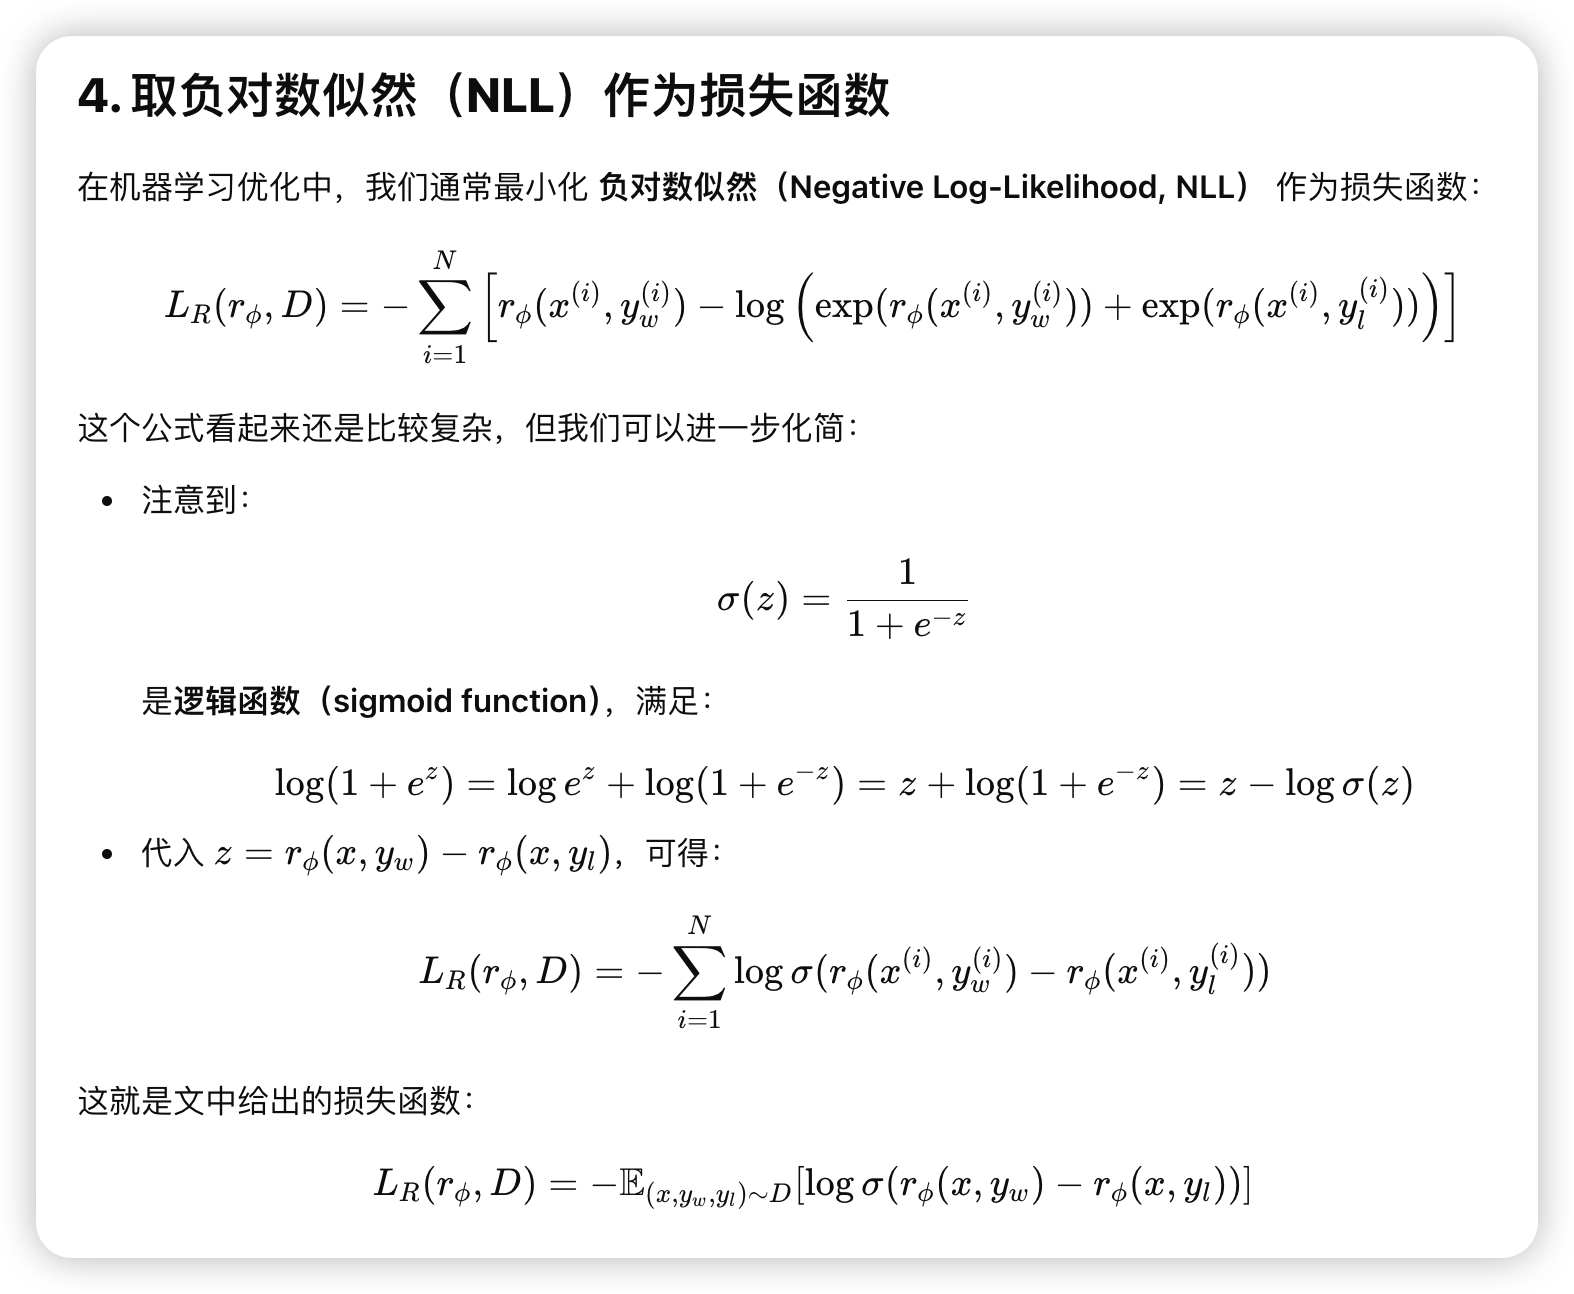 4. 取负对数似然（NLL）作为损失函数
在机器学习优化中，我们通常最小化 负对数似然（Negative Log-Likelihood, NLL） 作为损失函数：
$L_R(r_\phi, D) = -\sum_{i=1}^{N} \left[ r_\phi(x^{(i)}, y_w^{(i)}) - \log \left( \exp(r_\phi(x^{(i)}, y_w^{(i)})) + \exp(r_\phi(x^{(i)}, y_l^{(i)})) \right) \right]$
这个公式看起来还是比较复杂，但我们可以进一步化简：
• 注意到：
$\sigma(z) = \frac{1}{1 + e^{-z}}$
是逻辑函数（sigmoid function），满足：
$\log(1 + e^z) = \log e^z + \log(1 + e^{-z}) = z + \log(1 + e^{-z}) = z - \log \sigma(z)$
• 代入 $z = r_\phi(x, y_w) - r_\phi(x, y_l)$，可得：
$L_R(r_\phi, D) = -\sum_{i=1}^{N} \log \sigma(r_\phi(x^{(i)}, y_w^{(i)}) - r_\phi(x^{(i)}, y_l^{(i)}))$
这就是文中给出的损失函数：
$L_R(r_\phi, D) = -\mathbb{E}_{(x, y_w, y_l) \sim D} [\log \sigma(r_\phi(x, y_w) - r_\phi(x, y_l))]$